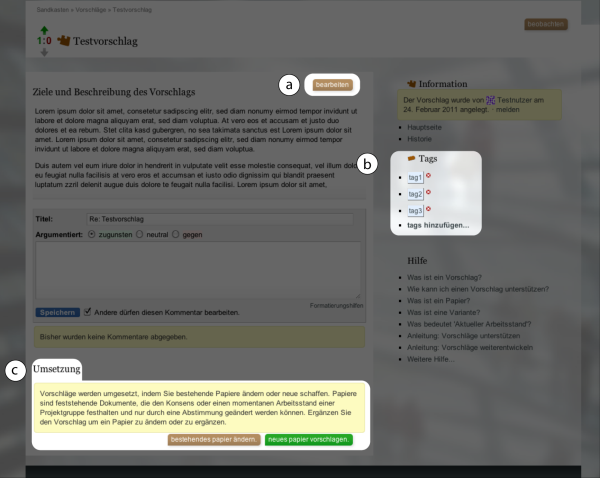 Sandkasten » Vorschläge » Testvorschlag
beobachten
1:0 Testvorschlag
Ziele und Beschreibung des Vorschlags
a
bearbeiten
Lorem ipsum dolor sit amet, consetetur sadipscing elitr, sed diam nonumy eirmod tempor invidunt ut
labore et dolore magna aliquyam erat, sed diam voluptua. At vero eos et accusam et justo duo
dolores et ea rebum. Stet clita kasd gubergren, no sea takimata sanctus est Lorem ipsum dolor sit
amet. Lorem ipsum dolor sit amet, consetetur sadipscing elitr, sed diam nonumy eirmod tempor
invidunt ut labore et dolore magna aliquyam erat, sed diam voluptua.
Duis autem vel eum iriure dolor in hendrerit in vulputate velit esse molestie consequat, vel illum dolore
eu feugiat nulla facilisis at vero eros et accumsan et iusto odio dignissim qui blandit praesent
luptatum zzril delenit augue duis dolore te feugait nulla facilisi. Lorem ipsum dolor sit amet,
Titel: Re: Testvorschlag
Argumentiert: zugunsten neutral gegen
Formatierungshilfen
Speichern Andere dürfen diesen Kommentar bearbeiten.
Bisher wurden keine Kommentare abgegeben.
c
Umsetzung
Vorschläge werden umgesetzt, indem Sie bestehende Papiere ändern oder neue schaffen. Papiere
sind feststehende Dokumente, die den Konsens oder einen momentanen Arbeitsstand einer
Projektgruppe festhalten und nur durch eine Abstimmung geändert werden können. Ergänzen Sie
den Vorschlag um ein Papier zu ändern oder zu ergänzen.
bestehendes papier ändern. neues papier vorschlagen.
Information
Der Vorschlag wurde von Testnutzer am
24. Februar 2011 angelegt. · melden
Hauptseite
Historie
b
Tags
tag1
tag2
tag3
tags hinzufügen...
Hilfe
Was ist ein Vorschlag?
Wie kann ich einen Vorschlag unterstützen?
Was ist ein Papier?
Was ist eine Variante?
Was bedeutet 'Aktueller Arbeitsstand'?
Anleitung: Vorschläge unterstützen
Anleitung: Vorschläge weiterentwickeln
Weitere Hilfe...